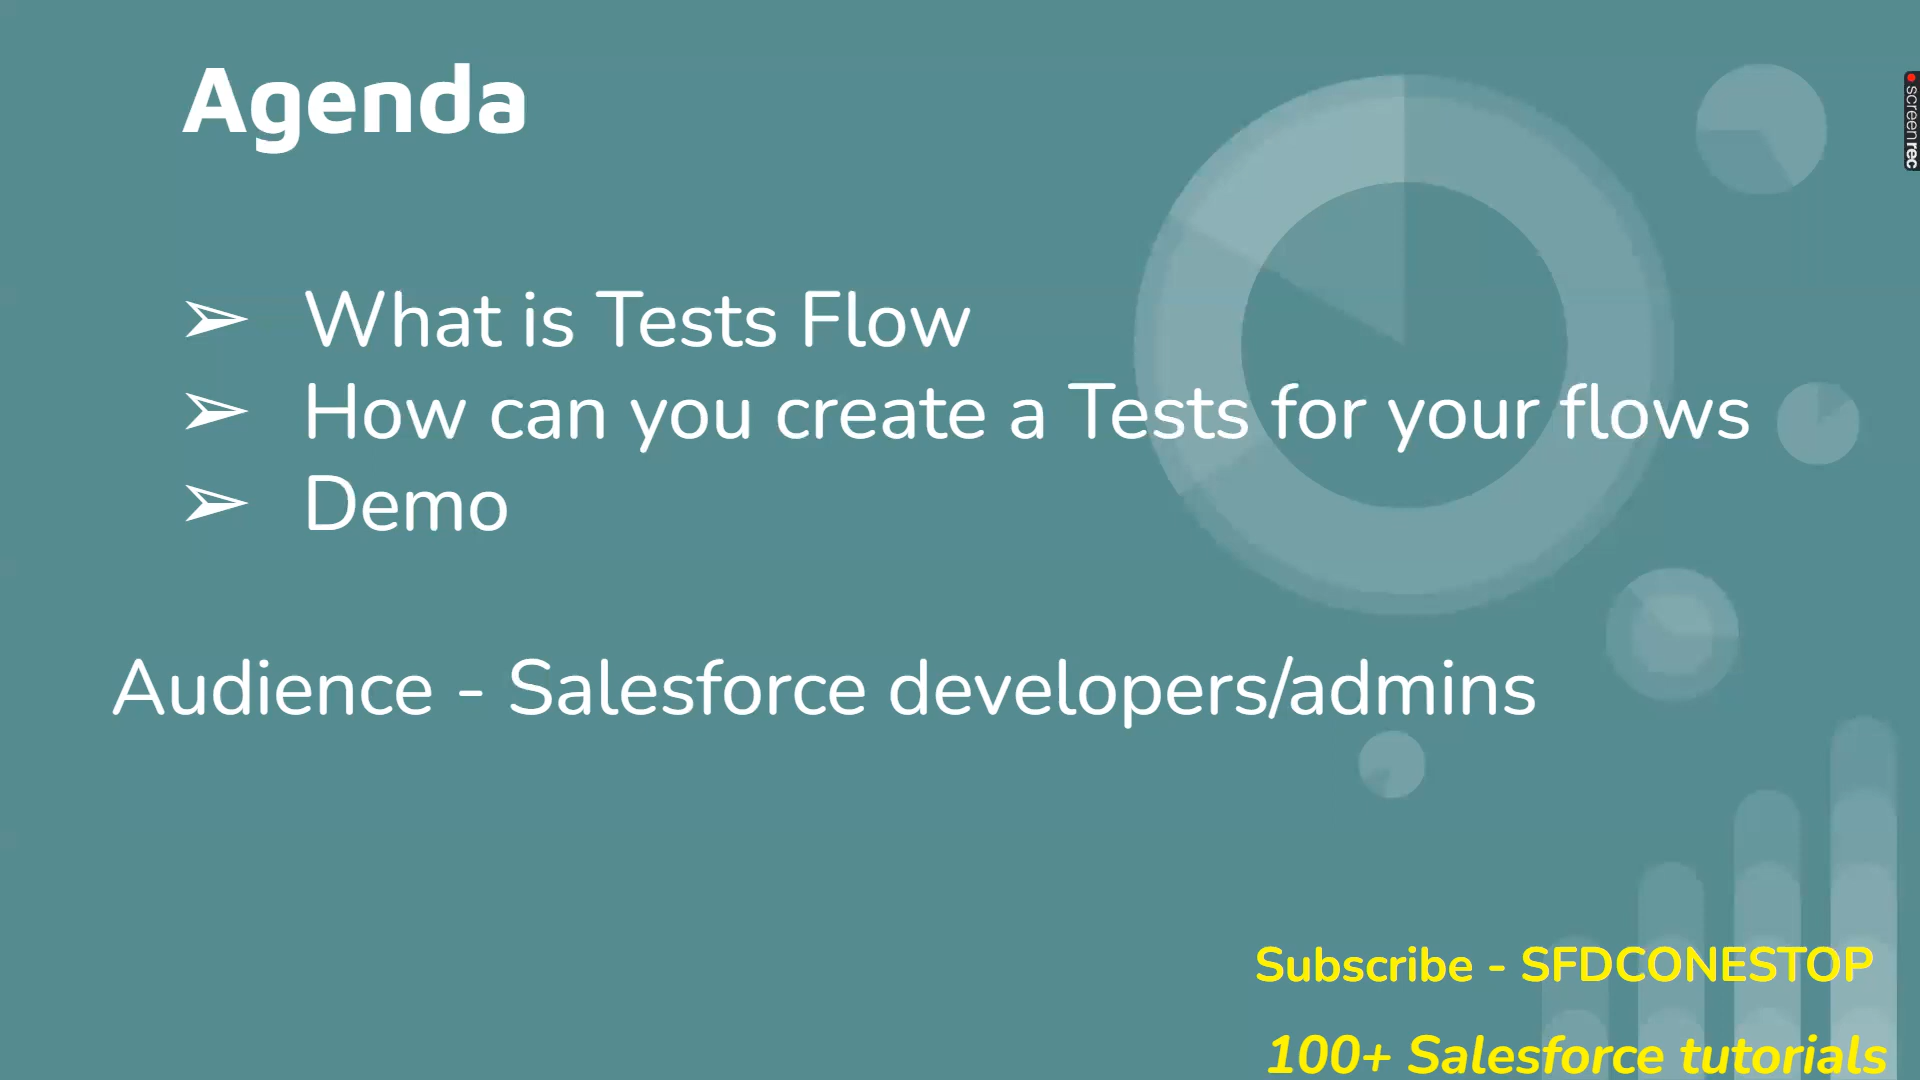 Agenda
➢ What is Tests Flow
➢ How can you create a Tests for your flows
➢ Demo
Audience - Salesforce developers/admins
Subscribe - SFDCONESTOP
100+ Salesforce tutorials
screenrec